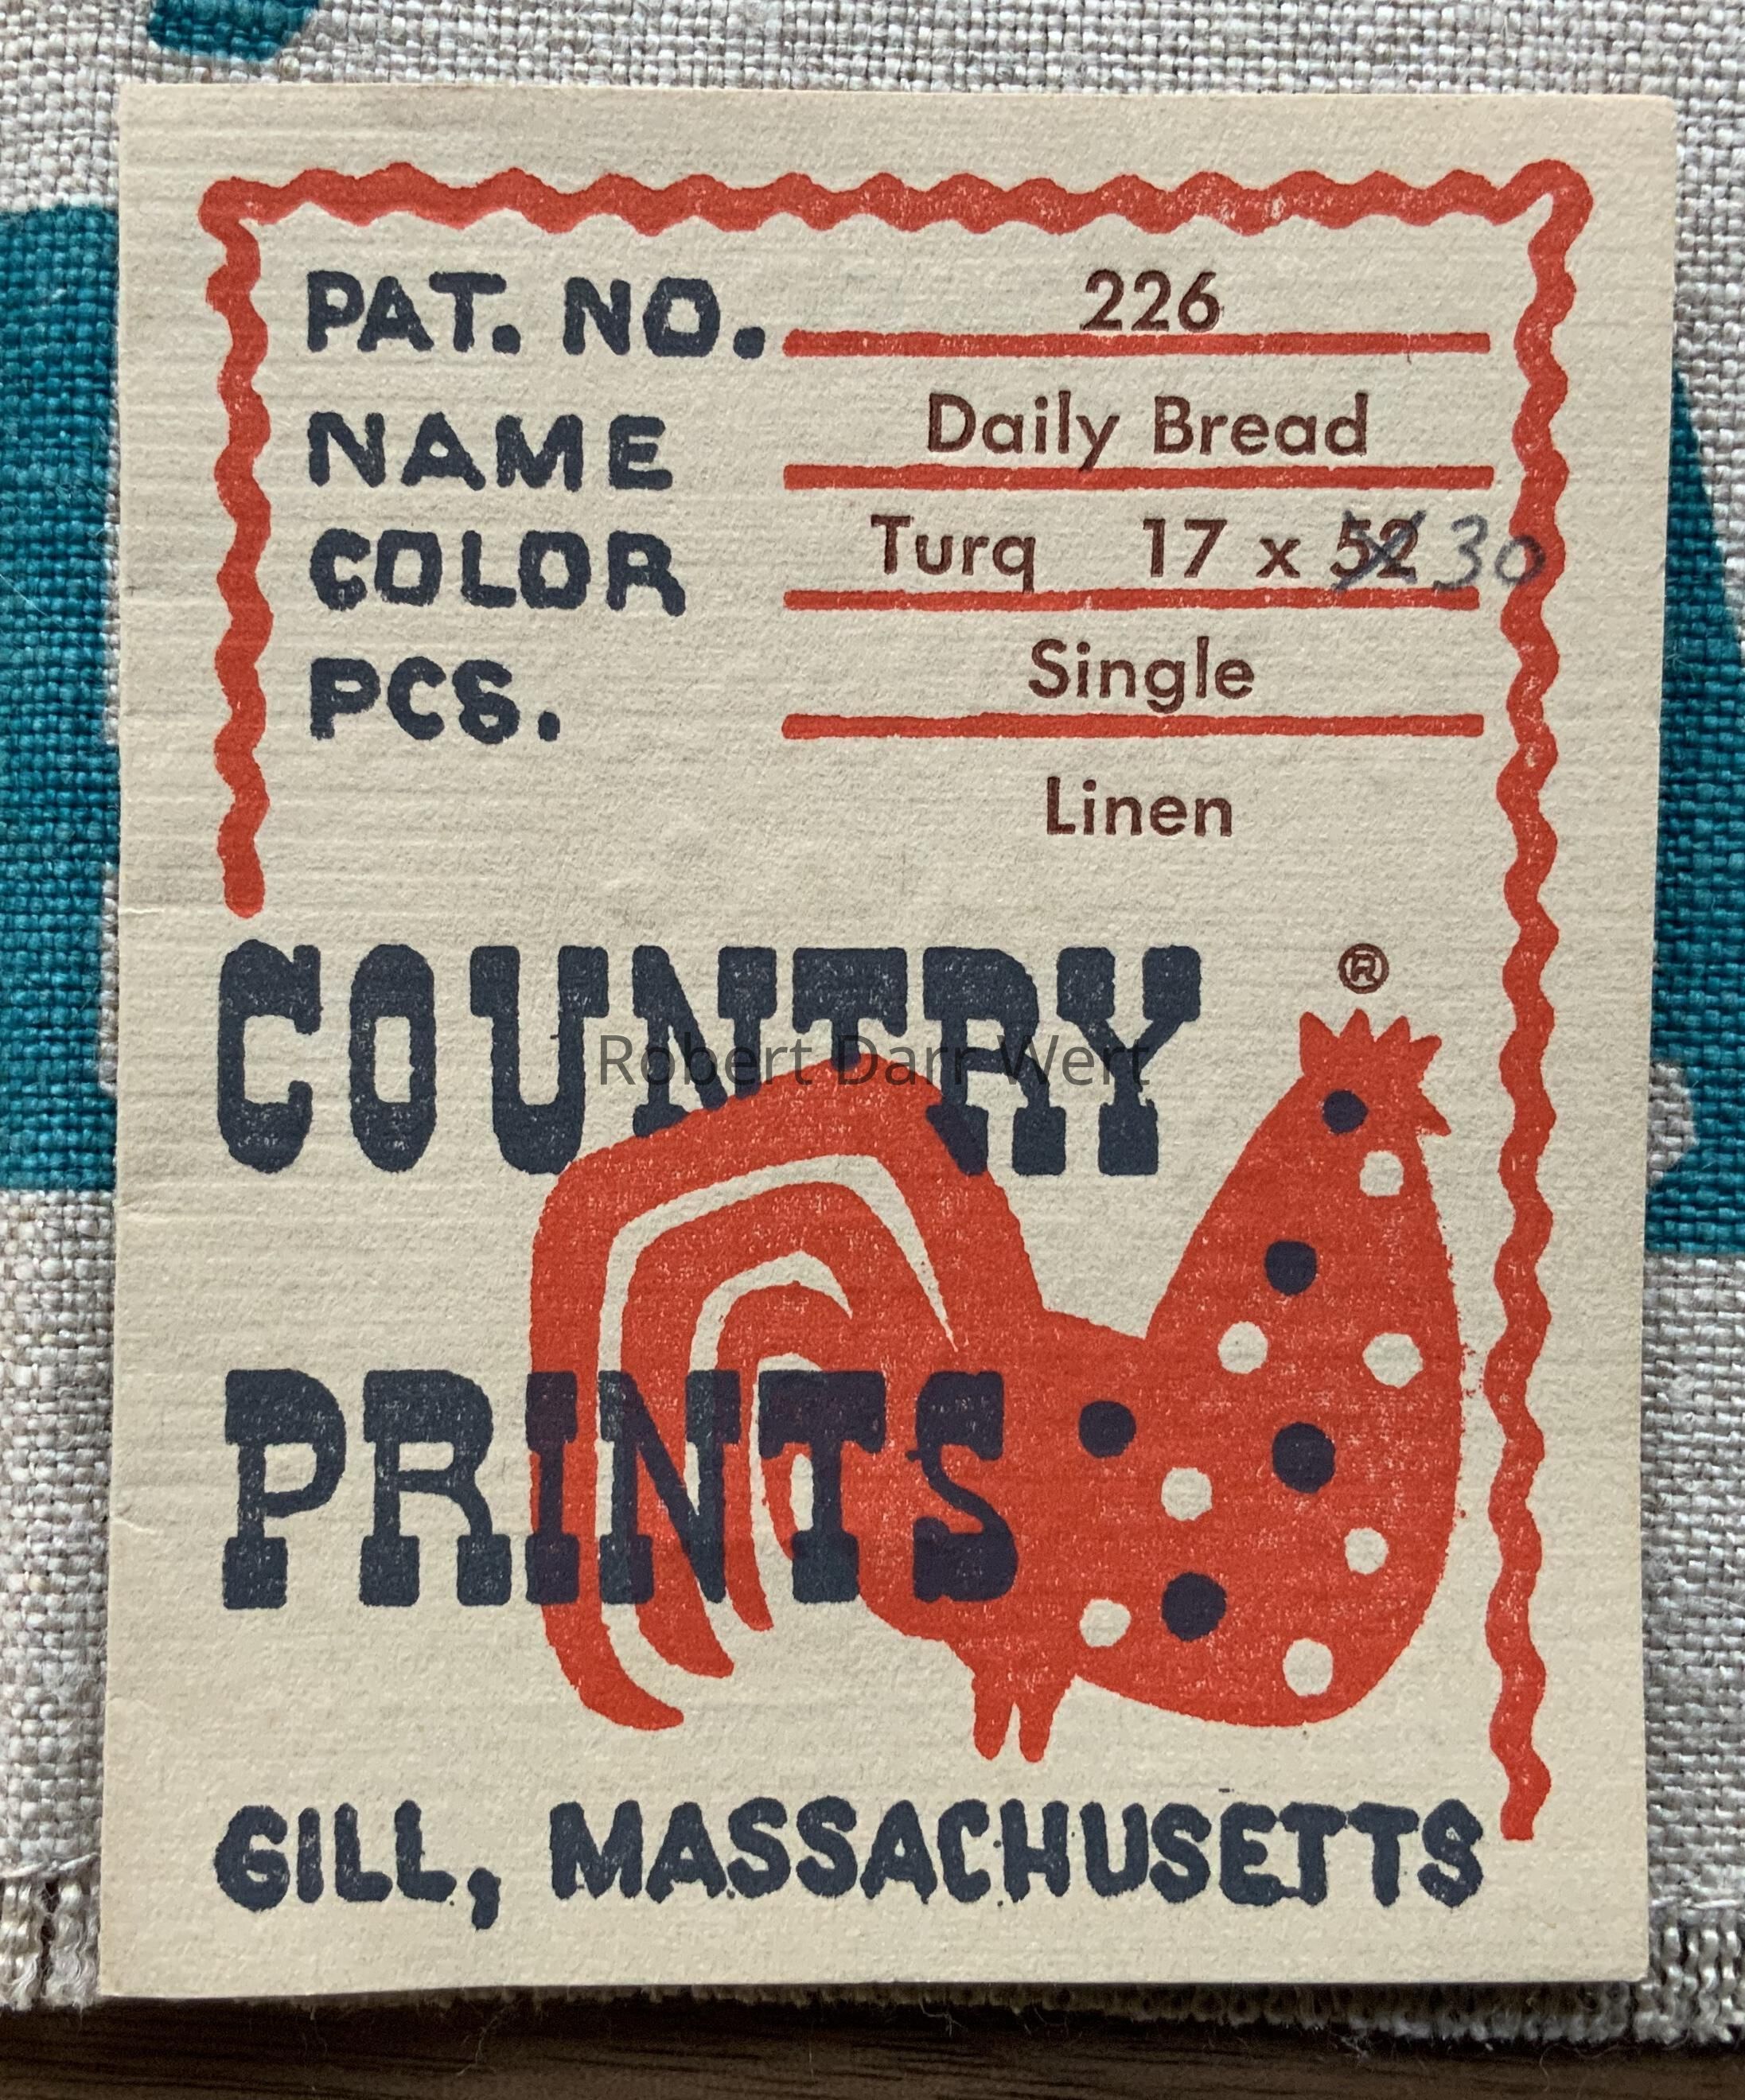 PAT. NO. 226
NAME Daily Bread
COLOR Turq 17 x 52 30
PCS. Single
Linen
COUNTRY ®
Robert Darr Wert
PRINTS
GILL, MASSACHUSETTS